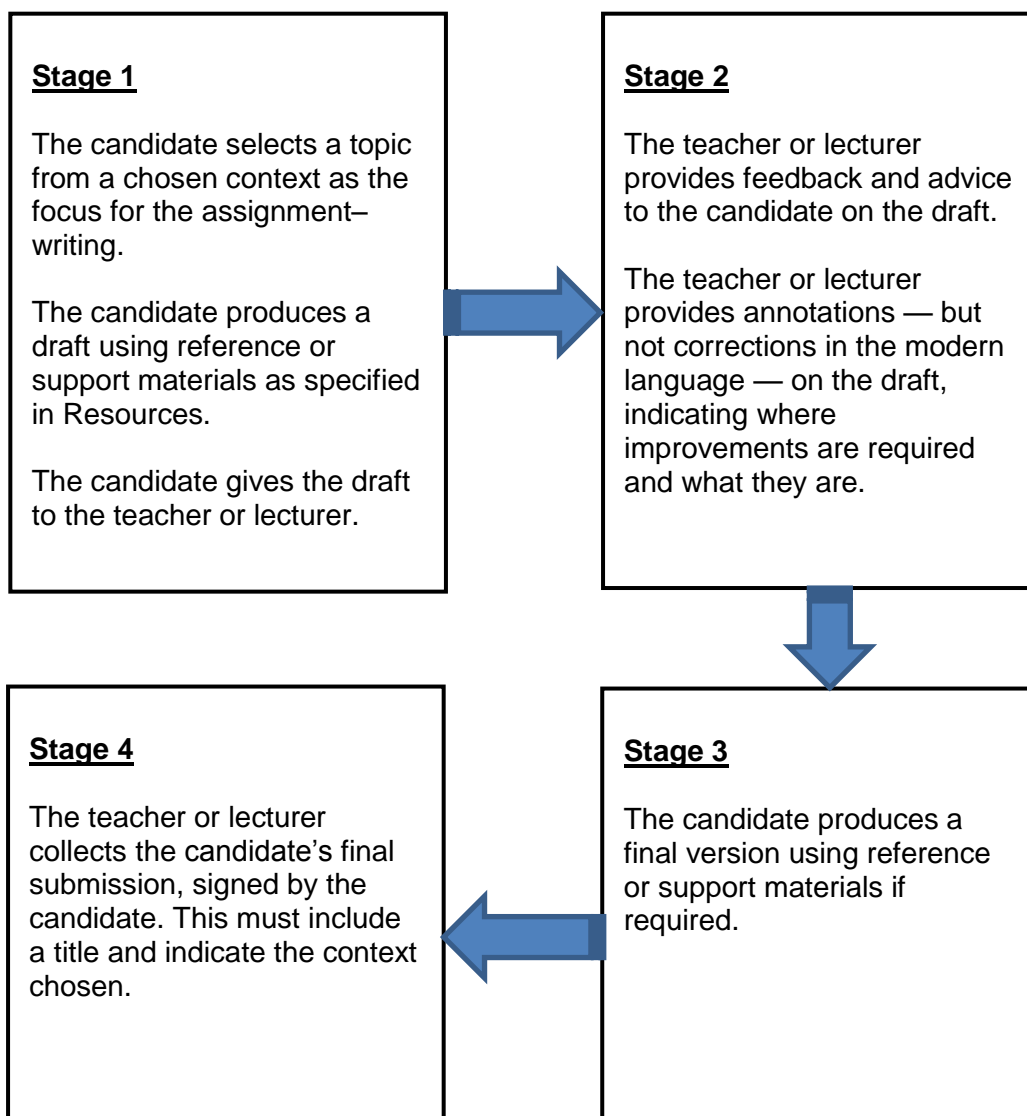 Stage 1
The candidate selects a topic
from a chosen context as the
focus for the assignment–
writing.
The candidate produces a
draft using reference or
support materials as specified
in Resources.
The candidate gives the draft
to the teacher or lecturer.
Stage 2
The teacher or lecturer
provides feedback and advice
to the candidate on the draft.
The teacher or lecturer
provides annotations — but
not corrections in the modern
language — on the draft,
indicating where
improvements are required
and what they are.
Stage 3
The candidate produces a
final version using reference
or support materials if
required.
Stage 4
The teacher or lecturer
collects the candidate’s final
submission, signed by the
candidate. This must include
a title and indicate the context
chosen.